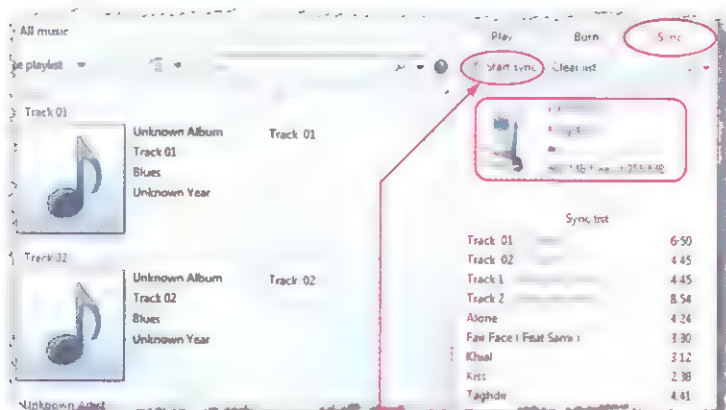 All music
Play Burn Sync
playlist
Start sync Clear list
Track 01
Unknown Album Track 01
Track 01
Blues
Unknown Year
Track 02
Unknown Album Track 02
Track 02
Blues
Unknown Year
Unknown Artist
Sync list
Track 01 6:50
Track 02 4:45
Track 1 4:45
Track 2 8:54
Alone 4:24
Face ( Feat 3:30
Khial 3:12
Kiss 2:38
Taghdir 4:41